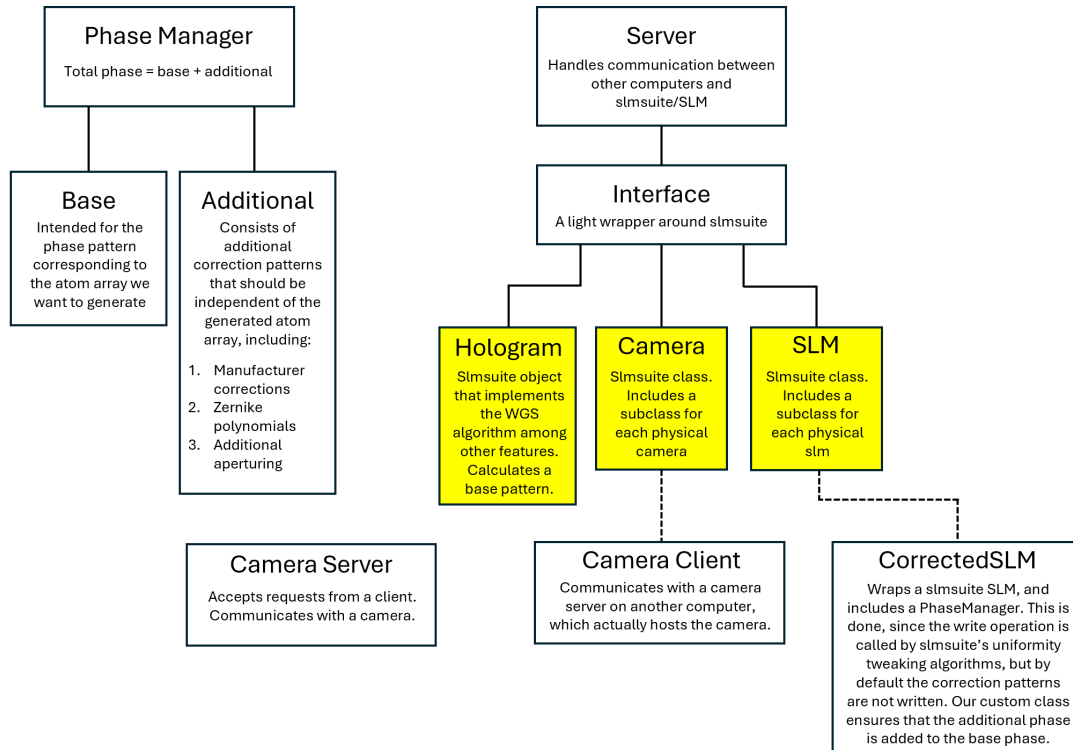 Phase Manager
Total phase = base + additional
Server
Handles communication between
other computers and
slmsuite/SLM
Base
Intended for the
phase pattern
corresponding to
the atom array we
want to generate
Additional
Consists of
additional
correction patterns
that should be
independent of the
generated atom
array, including:
1. Manufacturer
corrections
2. Zernike
polynomials
3. Additional
aperturing
Interface
A light wrapper around slmsuite
Hologram
Slmsuite object
that implements
the WGS
algorithm among
other features.
Calculates a
base pattern.
Camera
Slmsuite class.
Includes a
subclass for
each physical
camera
SLM
Slmsuite class.
Includes a
subclass for
each physical
slm
Camera Server
Accepts requests from a client.
Communicates with a camera.
Camera Client
Communicates with a camera
server on another computer,
which actually hosts the camera.
CorrectedSLM
Wraps a slmsuite SLM, and
includes a PhaseManager. This is
done, since the write operation is
called by slmsuite’s uniformity
tweaking algorithms, but by
default the correction patterns
are not written. Our custom class
ensures that the additional phase
is added to the base phase.